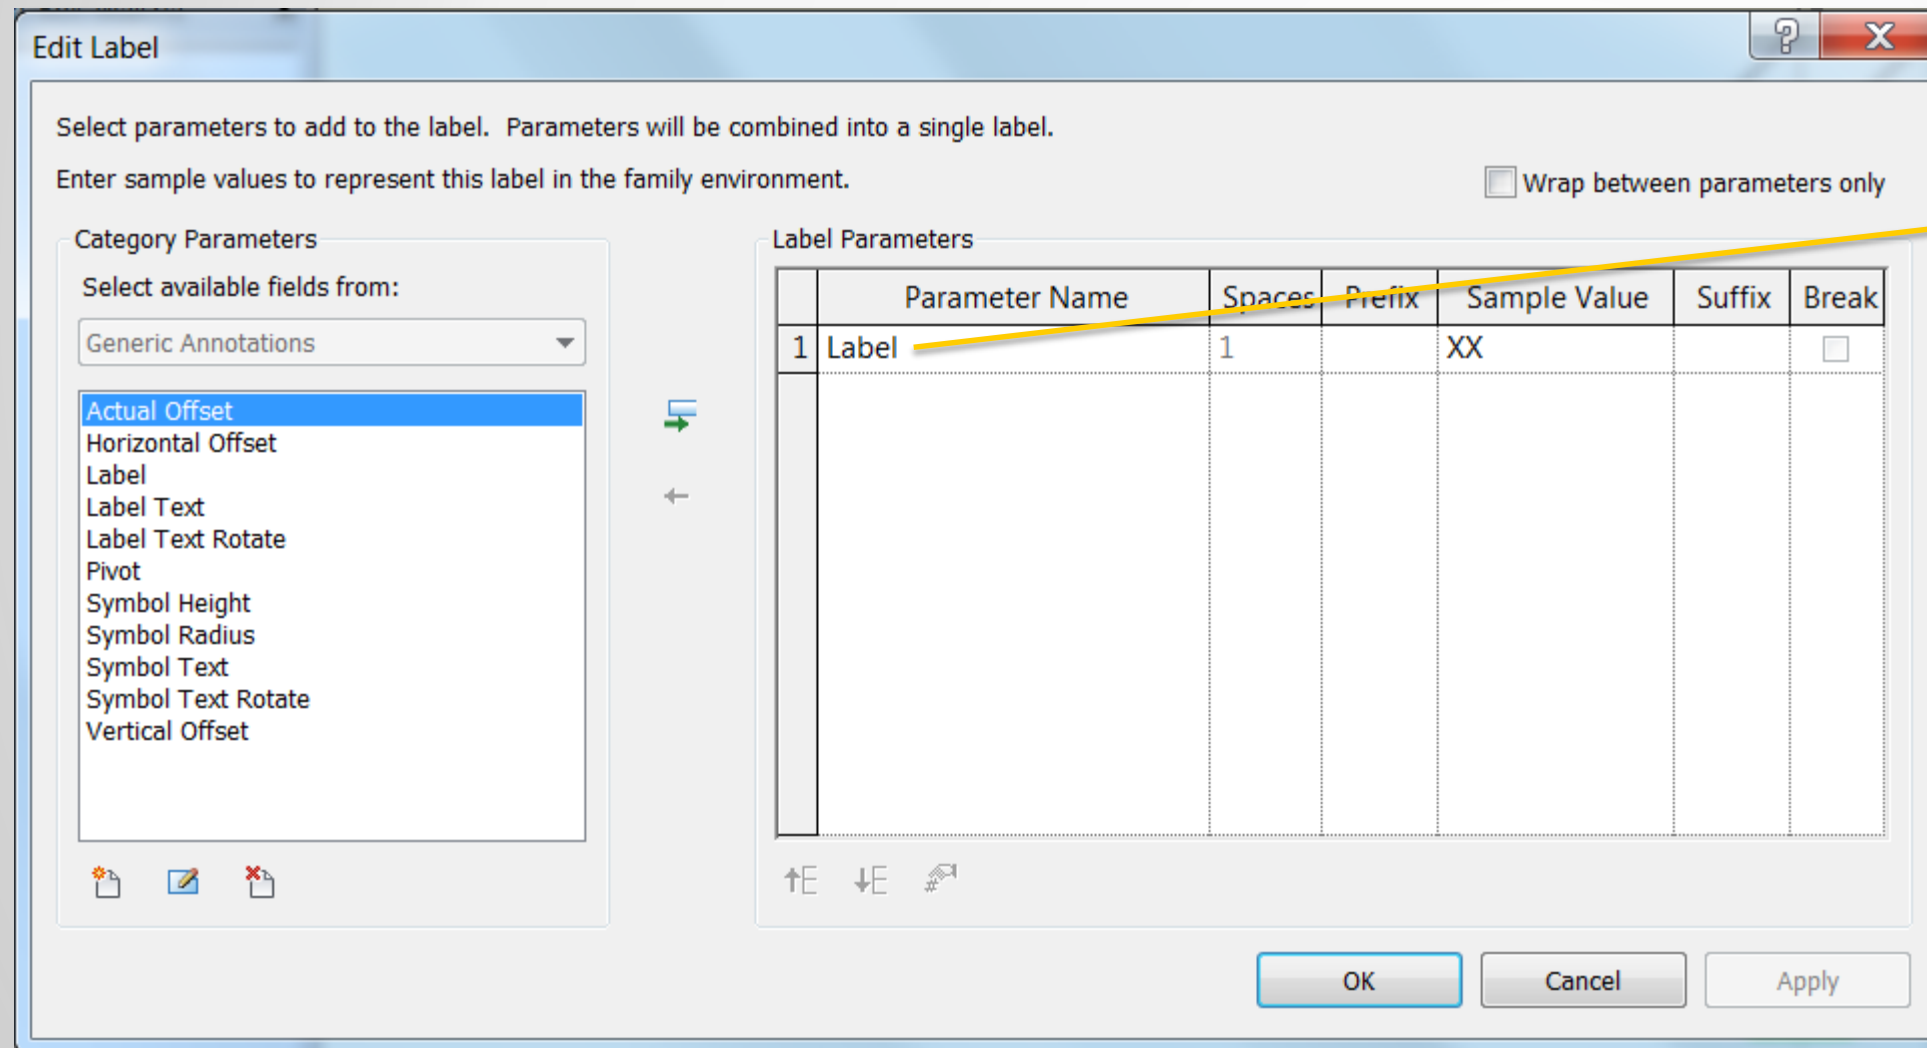 Edit Label
Select parameters to add to the label. Parameters will be combined into a single label.
Enter sample values to represent this label in the family environment.
Wrap between parameters only
Category Parameters
Select available fields from:
Generic Annotations
Actual Offset
Horizontal Offset
Label
Label Text
Label Text Rotate
Pivot
Symbol Height
Symbol Radius
Symbol Text
Symbol Text Rotate
Vertical Offset
Label Parameters
Parameter Name Spaces Prefix Sample Value Suffix Break
1 Label 1 XX
OK Cancel Apply